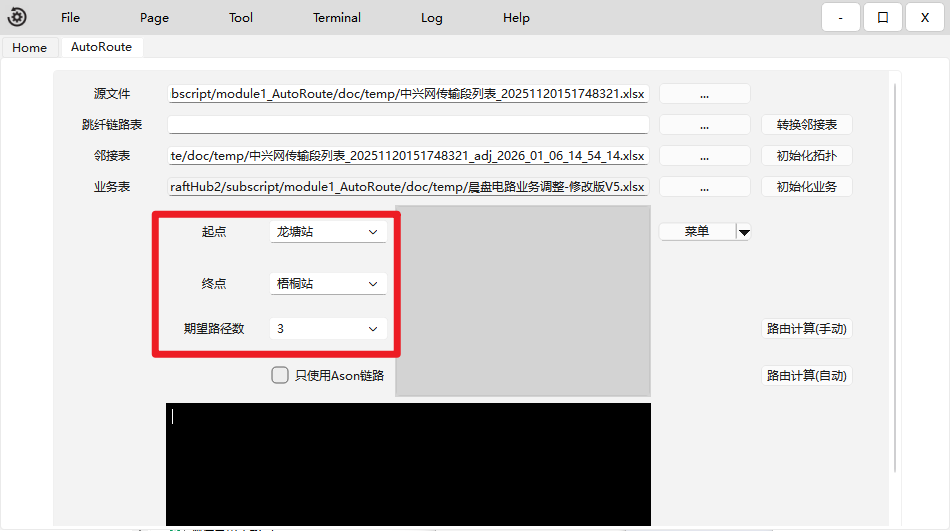 File Page Tool Terminal Log Help - 口 X
Home AutoRoute
源文件 bscript/module1_AutoRoute/doc/temp/中兴网传输段列表_20251120151748321.xlsx ...
跳纤链路表 ... 转换邻接表
邻接表 te/doc/temp/中兴网传输段列表_20251120151748321_adj_2026_01_06_14_54_14.xlsx ... 初始化拓扑
业务表 raftHub2/subscript/module1_AutoRoute/doc/temp/晨盘电路业务调整-修改版V5.xlsx ... 初始化业务
起点 龙塘站 菜单
终点 梧桐站
期望路径数 3 路由计算(手动)
只使用Ason链路 路由计算(自动)